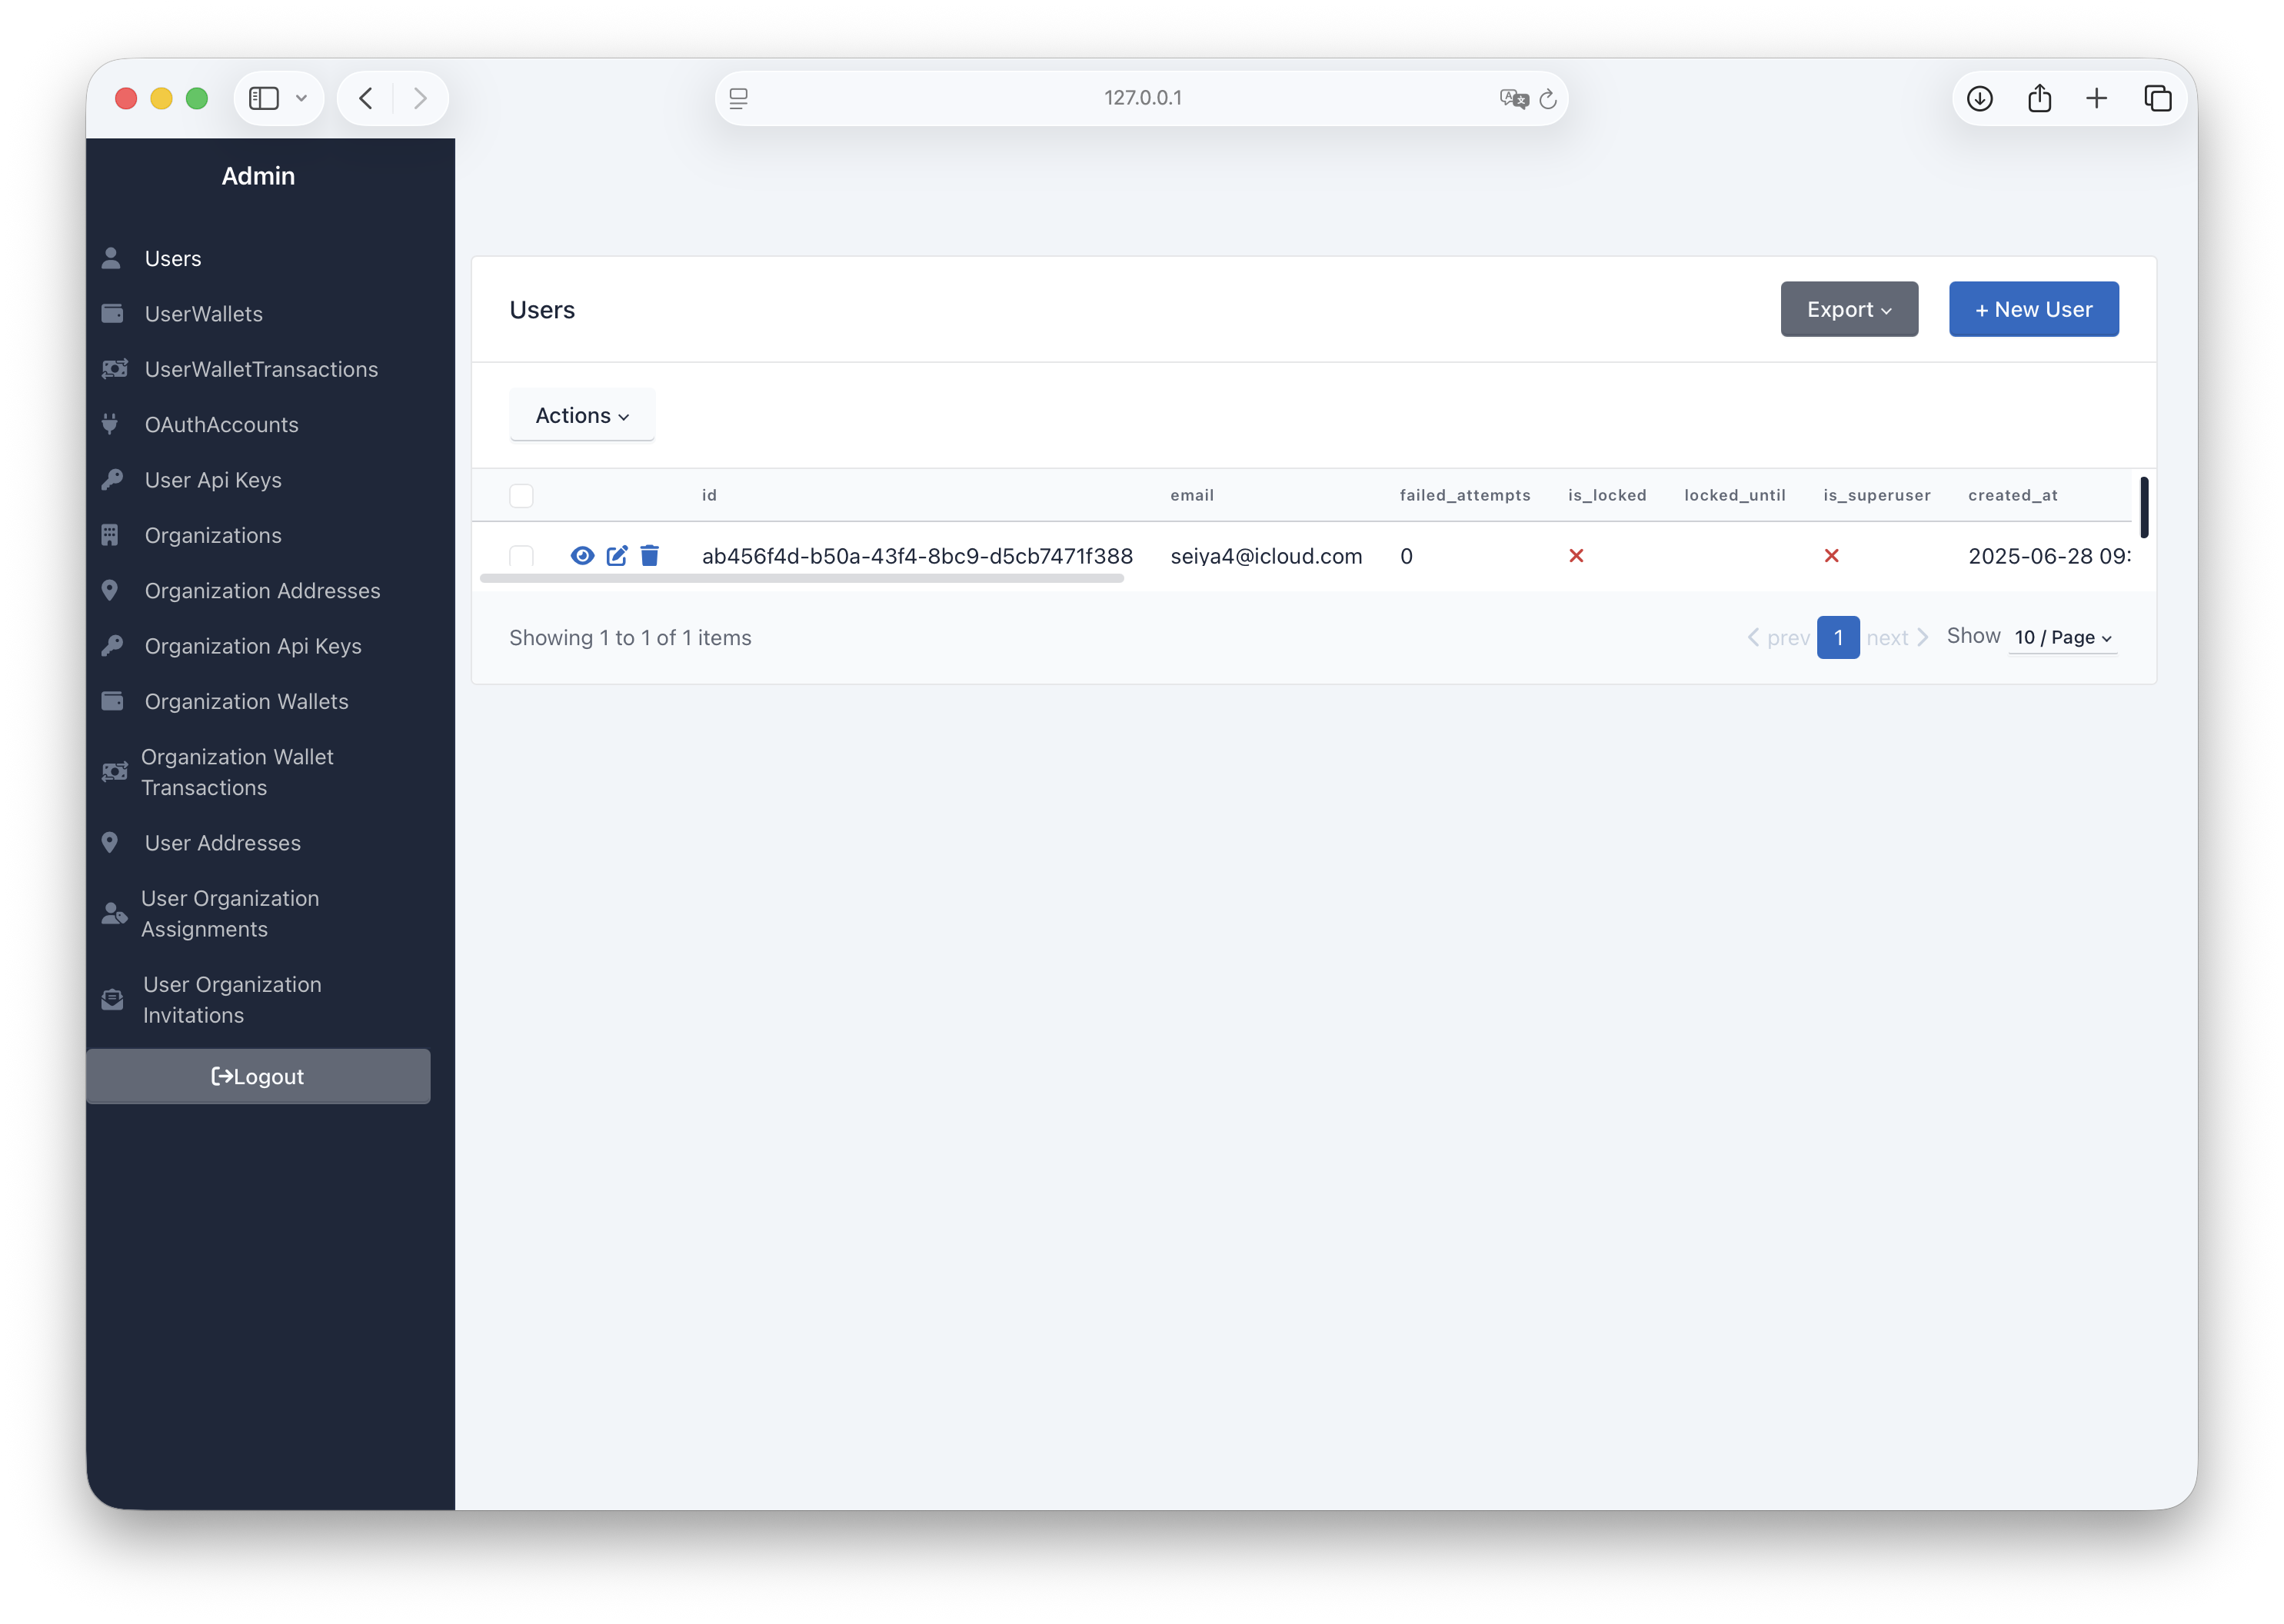 127.0.0.1
Admin
Users
UserWallets
UserWalletTransactions
OAuthAccounts
User Api Keys
Organizations
Organization Addresses
Organization Api Keys
Organization Wallets
Organization Wallet
Transactions
User Addresses
User Organization
Assignments
User Organization
Invitations
Logout
Users
Export
+ New User
Actions
id email failed_attempts is_locked locked_until is_superuser created_at
ab456f4d-b50a-43f4-8bc9-d5cb7471f388 seiya4@icloud.com 0 2025-06-28 09:
Showing 1 to 1 of 1 items
prev 1 next Show 10 / Page